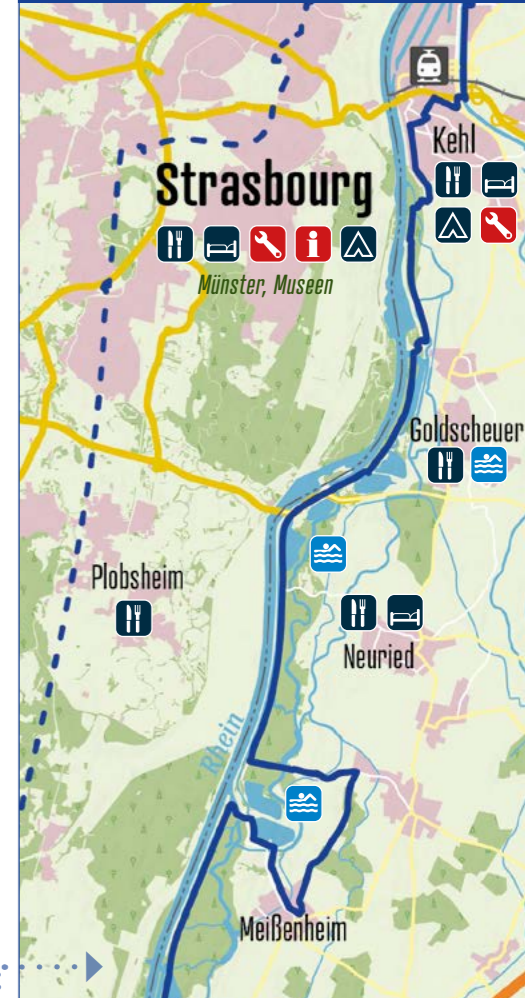 Kehl
Strasbourg
i
Münster, Museen
Goldscheuer
Plobsheim
Neuried
Rhein
Meißenheim